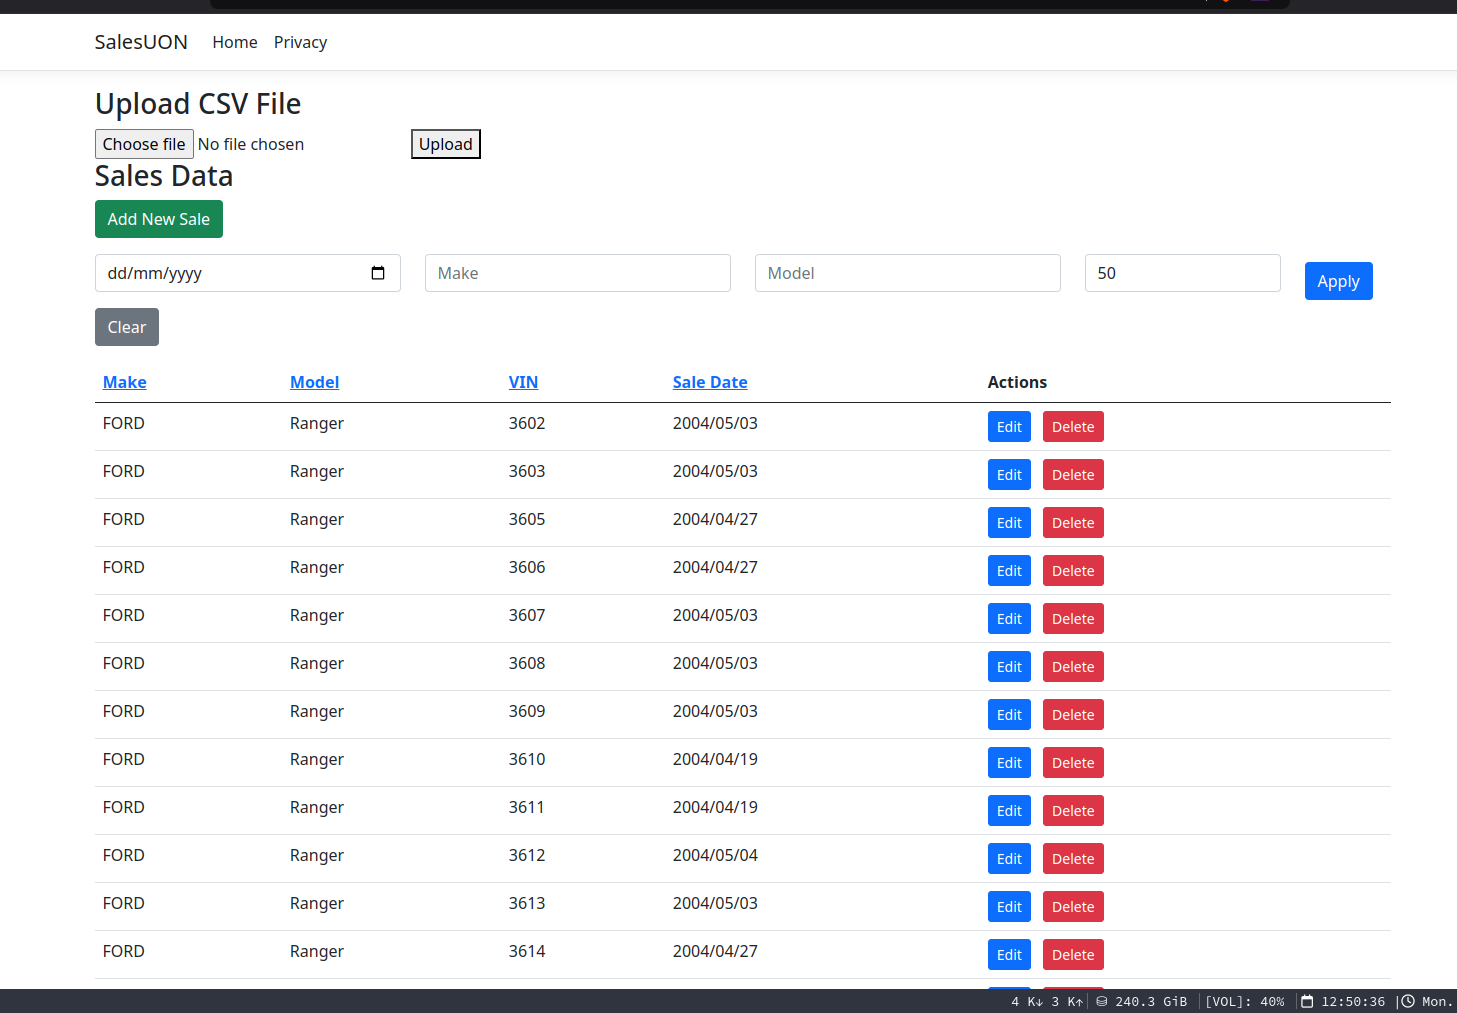 SalesUON Home Privacy
Upload CSV File
Choose file No file chosen Upload
Sales Data
Add New Sale
dd/mm/yyyy Make Model 50 Apply
Clear
Make Model VIN Sale Date Actions
FORD Ranger 3602 2004/05/03 Edit Delete
FORD Ranger 3603 2004/05/03 Edit Delete
FORD Ranger 3605 2004/04/27 Edit Delete
FORD Ranger 3606 2004/04/27 Edit Delete
FORD Ranger 3607 2004/05/03 Edit Delete
FORD Ranger 3608 2004/05/03 Edit Delete
FORD Ranger 3609 2004/05/03 Edit Delete
FORD Ranger 3610 2004/04/19 Edit Delete
FORD Ranger 3611 2004/04/19 Edit Delete
FORD Ranger 3612 2004/05/04 Edit Delete
FORD Ranger 3613 2004/05/03 Edit Delete
FORD Ranger 3614 2004/04/27 Edit Delete
4 K↓ 3 K↑ 240.3 GiB [VOL]: 40% 12:50:36 | Mon.